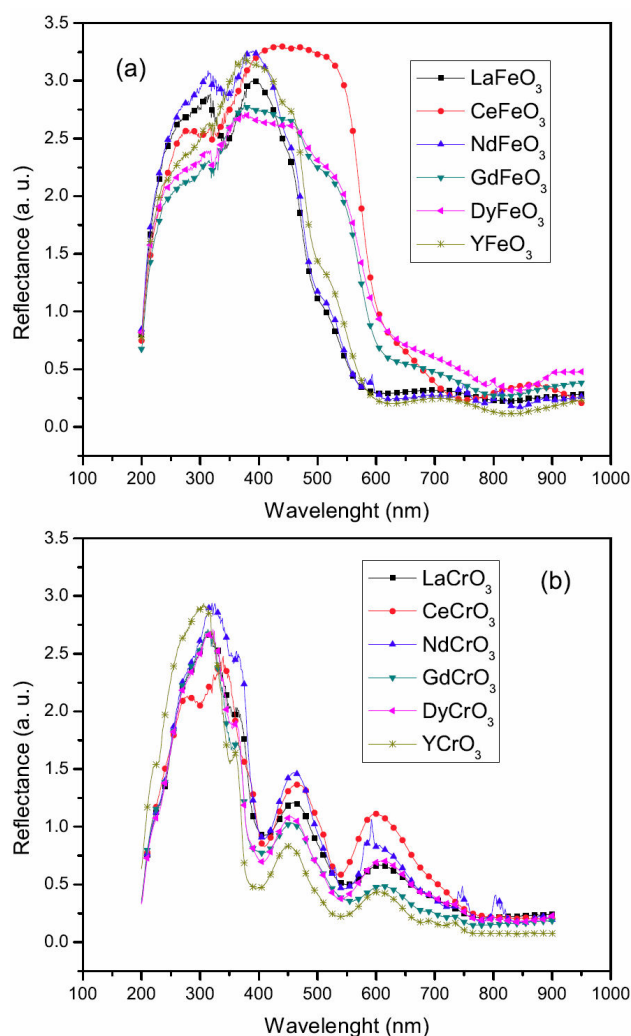 3.5
3.0
2.5
2.0
1.5
1.0
0.5
0.0
Reflectance (a. u.)
(a)
LaFeO3
CeFeO3
NdFeO3
GdFeO3
DyFeO3
YFeO3
100 200 300 400 500 600 700 800 900 1000
Wavelenght (nm)
3.5
3.0
2.5
2.0
1.5
1.0
0.5
0.0
Reflectance (a. u.)
(b)
LaCrO3
CeCrO3
NdCrO3
GdCrO3
DyCrO3
YCrO3
100 200 300 400 500 600 700 800 900 1000
Wavelenght (nm)